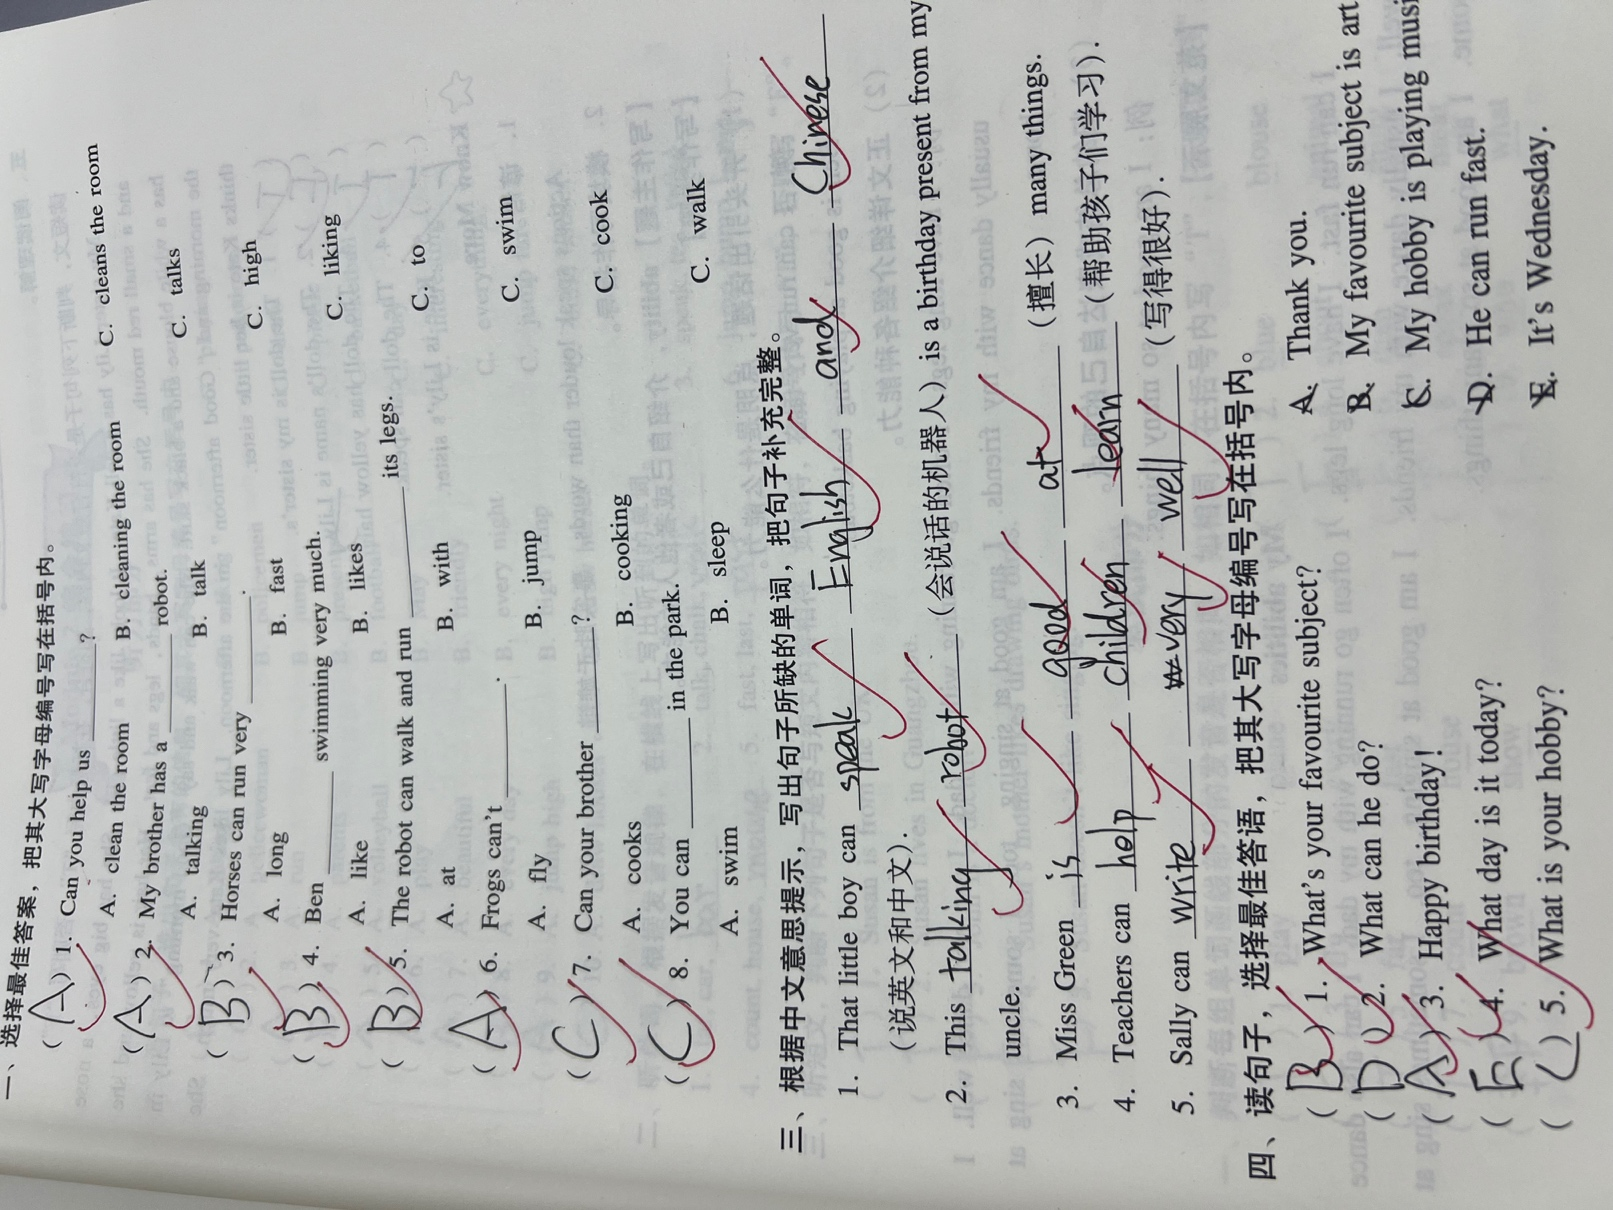 一、选择最佳答案，把其大写字母编号写在括号内。
(A) 1. Can you help us ______?
A. clean the room B. cleaning the room C. cleans the room
(A) 2. My brother has a ______ robot.
A. talking B. talk C. talks
(B) 3. Horses can run very ______.
A. long B. fast C. high
(B) 4. Ben ______ swimming very much.
A. like B. likes C. liking
(B) 5. The robot can walk and run ______ its legs.
A. at B. with C. to
(A) 6. Frogs can't ______.
A. fly B. jump C. swim
(C) 7. Can your brother ______?
A. cooks B. cooking C. cook
(C) 8. You can ______ in the park.
A. swim B. sleep C. walk
三、根据中文意思提示，写出句子所缺的单词，把句子补充完整。
1. That little boy can speak English and Chinese
(说英文和中文).
2. This talking robot (会说话的机器人) is a birthday present from my
uncle.
3. Miss Green is good at (擅长) many things.
4. Teachers can help children learn (帮助孩子们学习).
5. Sally can write very well (写得很好).
四、读句子，选择最佳答语，把其大写字母编号写在括号内。
(B) 1. What's your favourite subject? A. Thank you.
(D) 2. What can he do? B. My favourite subject is art
(A) 3. Happy birthday! C. My hobby is playing musi
(E) 4. What day is it today? D. He can run fast.
(C) 5. What is your hobby? E. It's Wednesday.